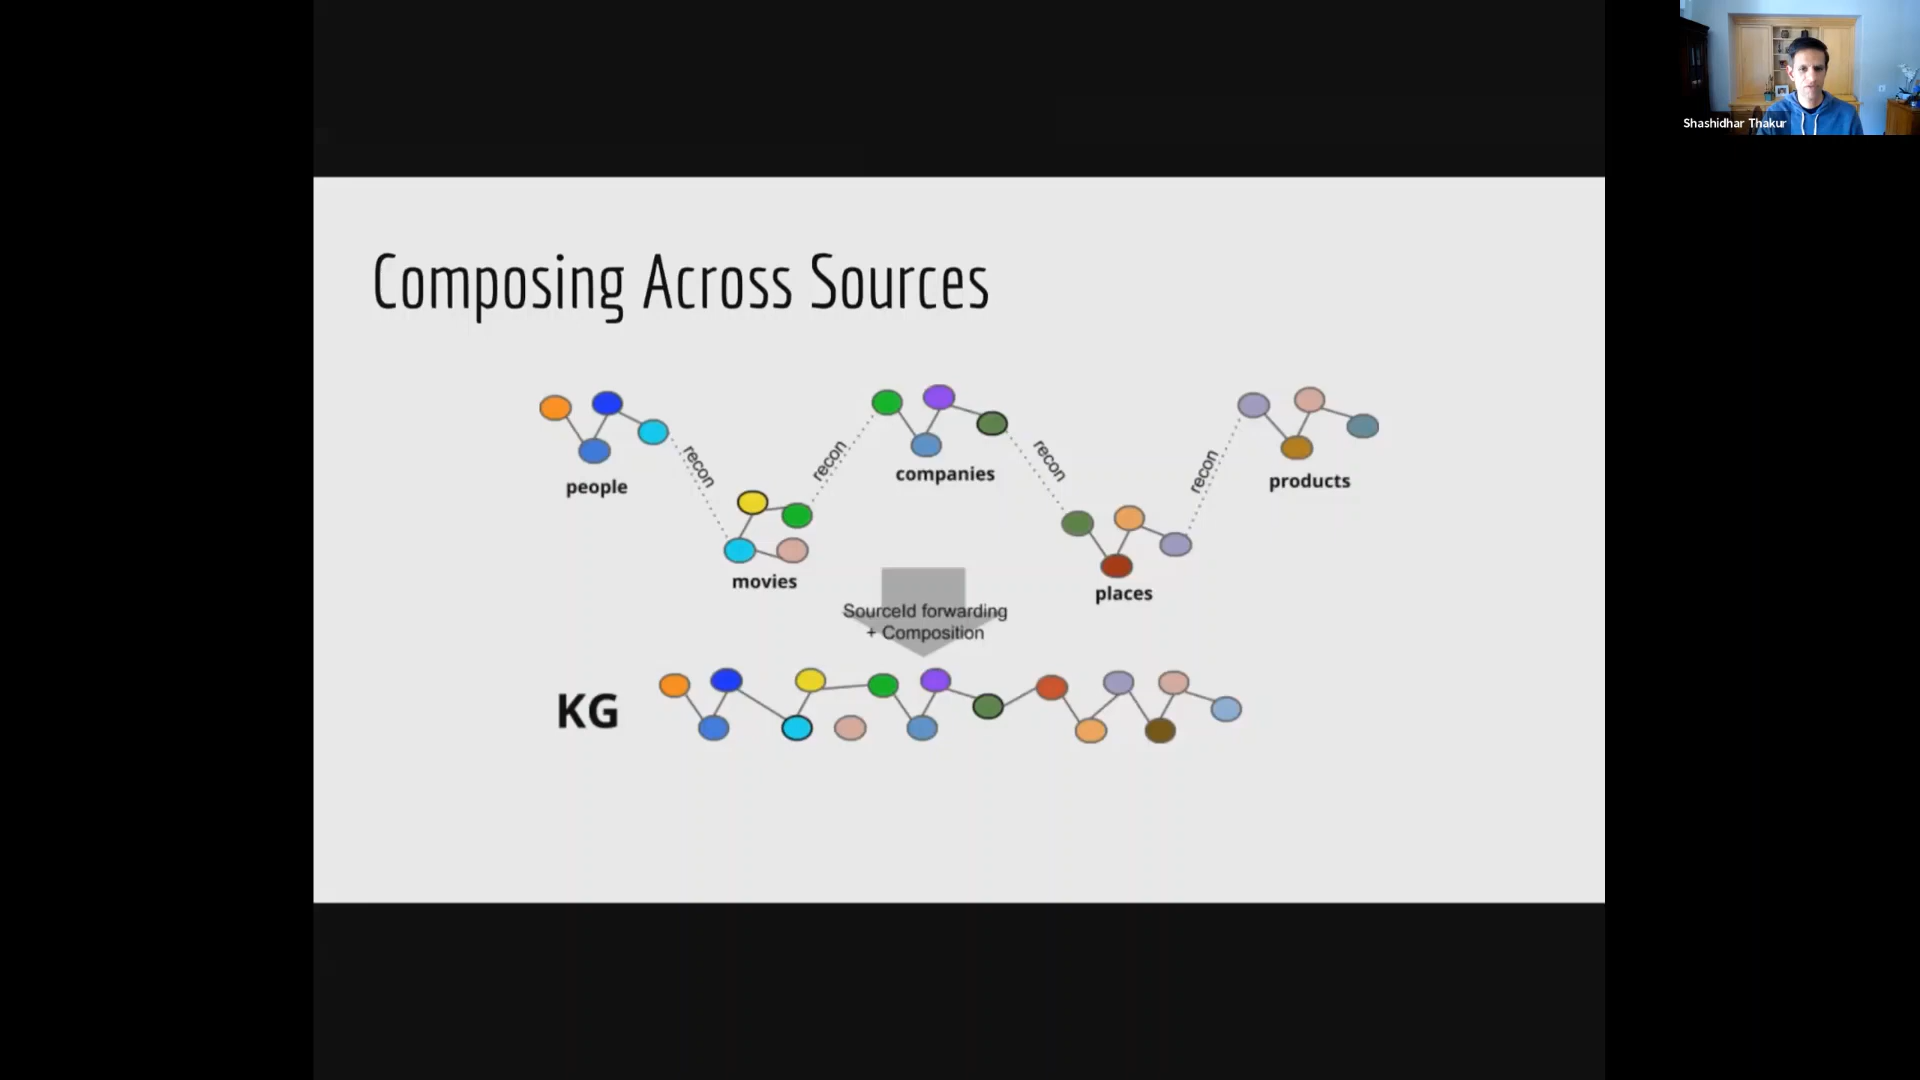 Shashidhar Thakur
Composing Across Sources
people
recon
movies
recon
companies
recon
places
recon
products
SourceId forwarding
+ Composition
KG